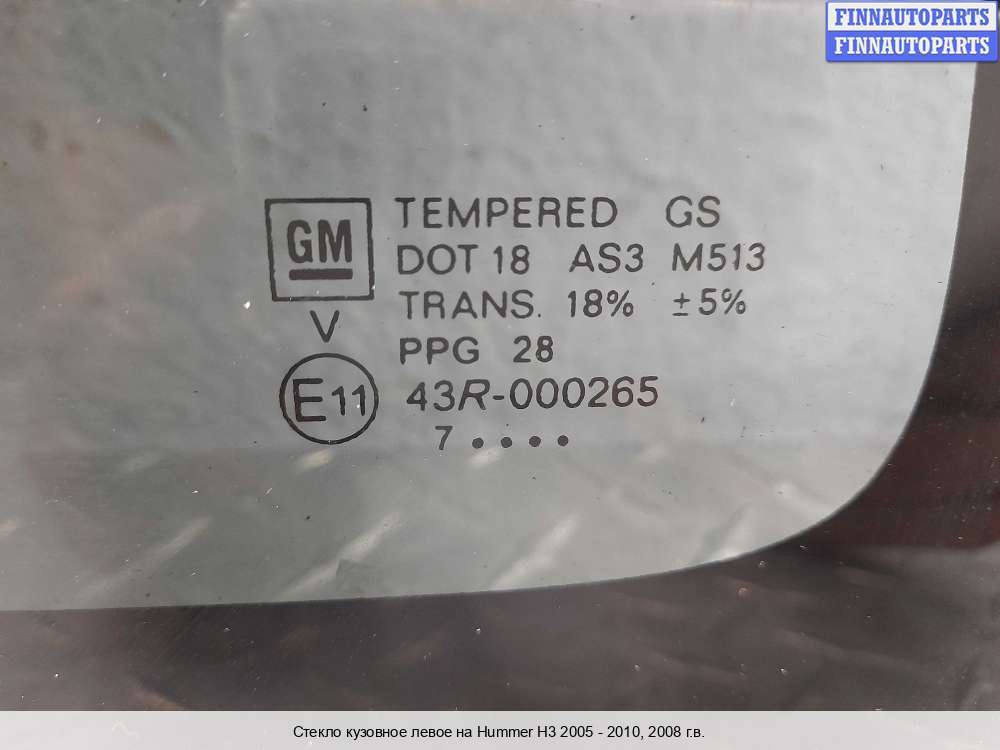 FINNAUTOPARTS
FINNAUTOPARTS
GM
TEMPERED GS
DOT 18 AS3 M513
TRANS. 18% ±5%
V
PPG 28
E11
43R-000265
7 ● ● ● ●
Стекло кузовное левое на Hummer H3 2005 - 2010, 2008 г.в.